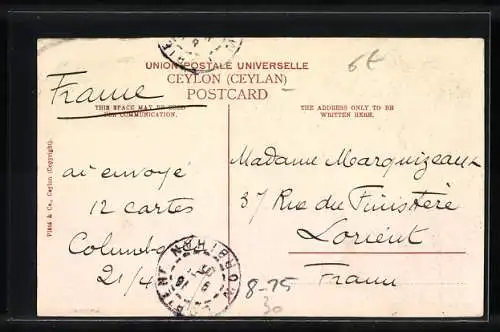 6t
UNION POSTALE UNIVERSELLE
CEYLON (CEYLAN)
POSTCARD
France
THIS SPACE MAY BE USED
FOR COMMUNICATION.
THE ADDRESS ONLY TO BE
WRITTEN HERE.
Plâté & Co., Ceylon (Copyright).
ai envoyé
12 cartes
Colombo
21/4
Madame Marquizeaux
37 Rue du Finistère
Lorient
France
MORBIHAN
8-75
30